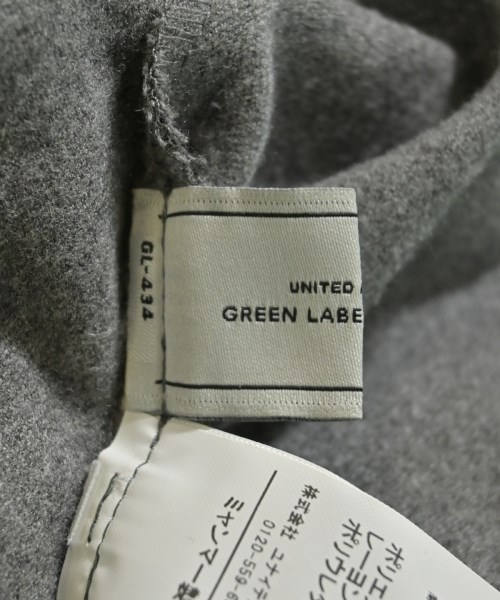 GL-434
UNITED
GREEN LABE
株式会社 ユナイテ
0120-559-6
ミャンマー製
ポリエ
レーヨン
ポリウレ